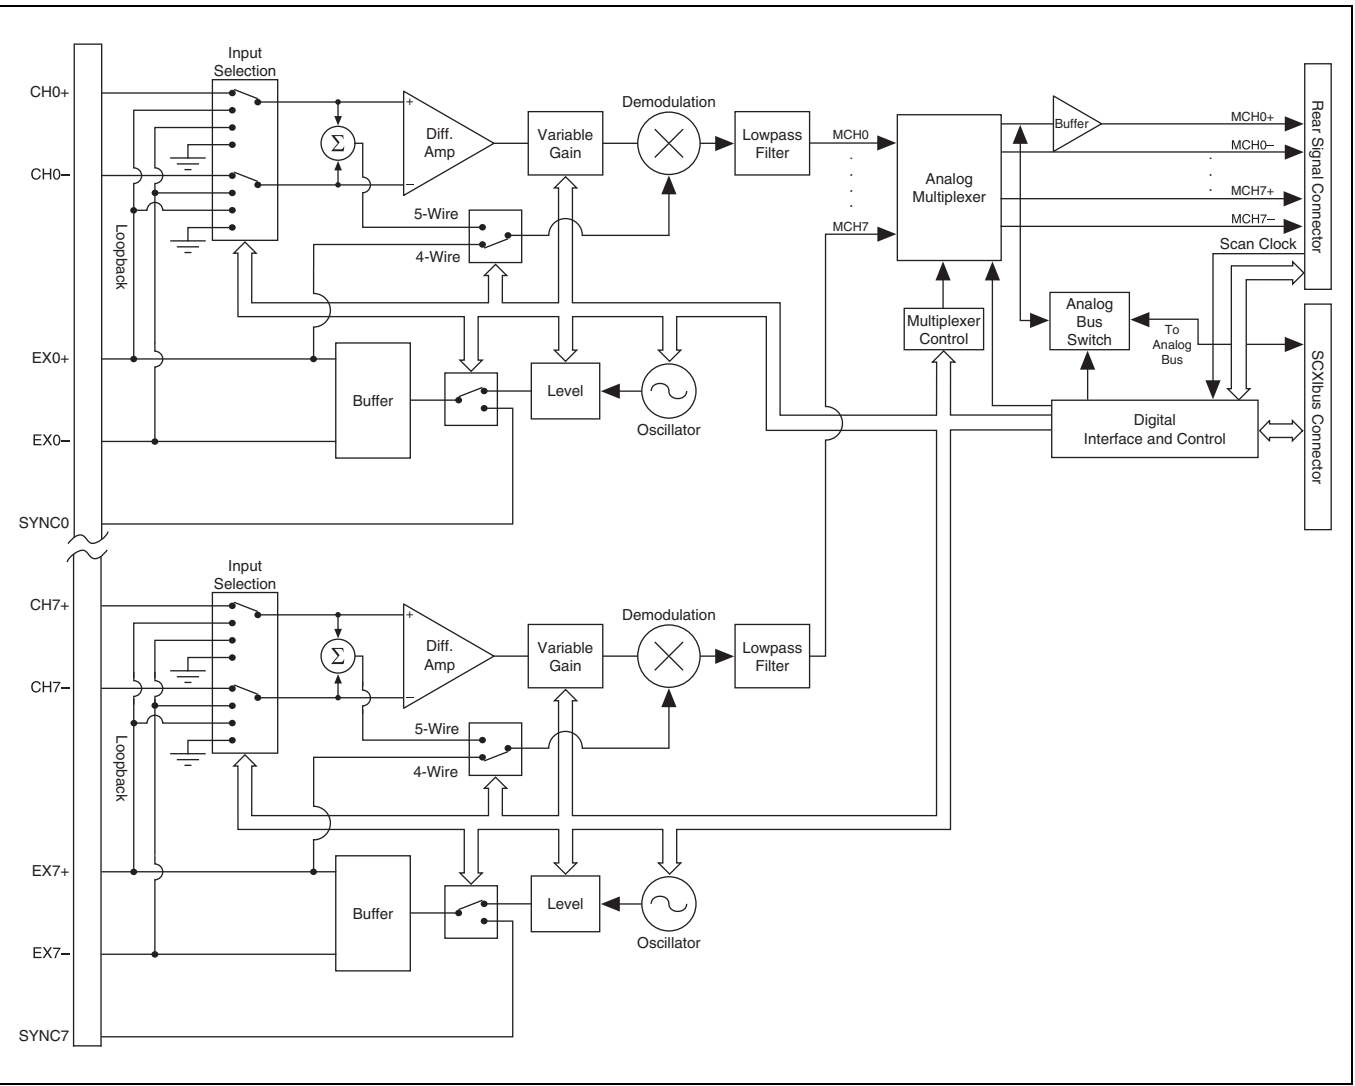 Input
Selection
CH0+
CH0–
Loopback
EX0+
EX0–
SYNC0
Σ
+
–
Diff.
Amp
Variable
Gain
Demodulation
Lowpass
Filter
5-Wire
4-Wire
Buffer
Level
Oscillator
MCH0
.
.
.
.
MCH7
Analog
Multiplexer
Multiplexer
Control
Buffer
MCH0+
MCH0–
.
.
.
MCH7+
MCH7–
Scan Clock
Analog
Bus
Switch
To
Analog
Bus
Digital
Interface and Control
Rear Signal Connector
SCXIbus Connector
Input
Selection
CH7+
CH7–
Loopback
EX7+
EX7–
SYNC7
Σ
+
–
Diff.
Amp
Variable
Gain
Demodulation
Lowpass
Filter
5-Wire
4-Wire
Buffer
Level
Oscillator